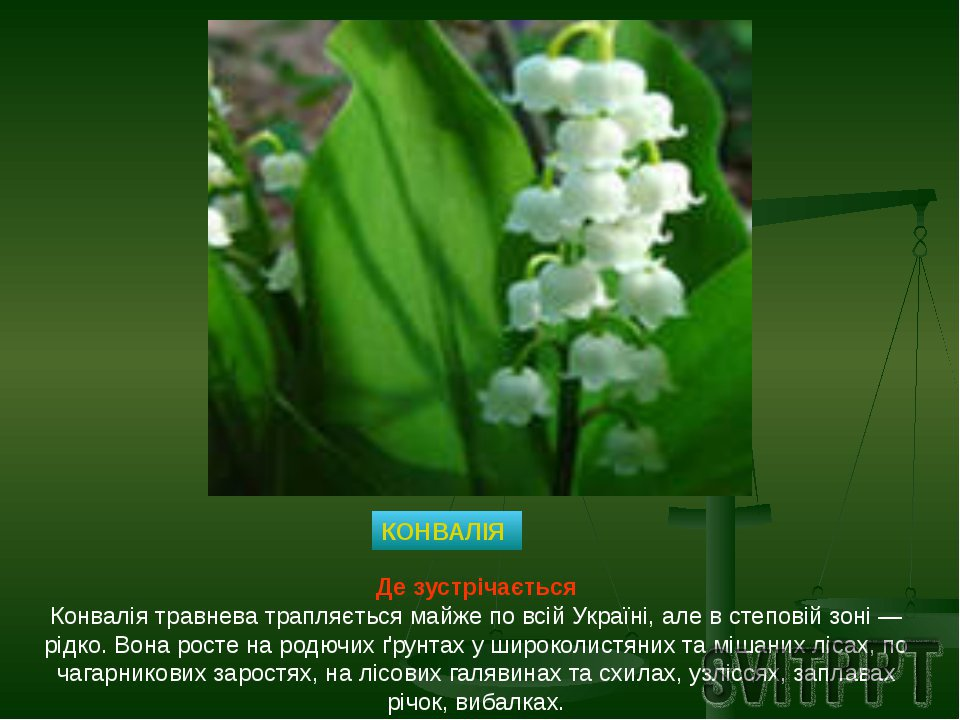 КОНВАЛІЯ
Де зустрічається
Конвалія травнева трапляється майже по всій Україні, але в степовій зоні —
рідко. Вона росте на родючих ґрунтах у широколистяних та мішаних лісах, по
чагарникових заростях, на лісових галявинах та схилах, узліссях, заплавах
річок, вибалках.
SVITPPT